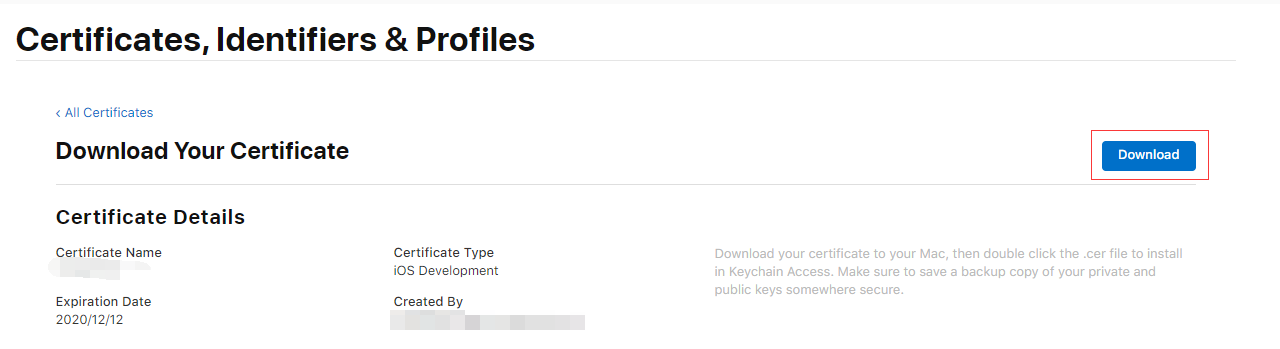 Certificates, Identifiers & Profiles
‹ All Certificates
Download Your Certificate
Download
Certificate Details
Certificate Name
Certificate Type
iOS Development
Expiration Date
2020/12/12
Created By
Download your certificate to your Mac, then double click the .cer file to install
in Keychain Access. Make sure to save a backup copy of your private and
public keys somewhere secure.